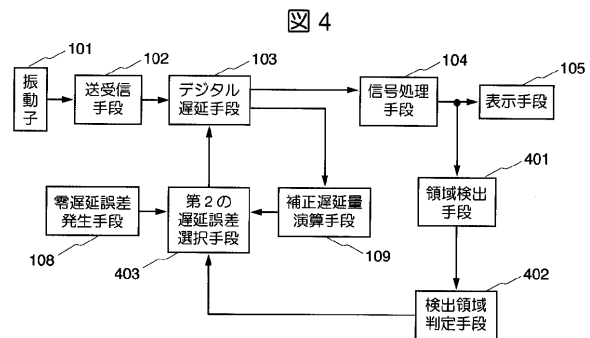 図 4
101
振
動
子
102
送受信
手段
103
デジタル
遅延手段
104
信号処理
手段
105
表示手段
401
領域検出
手段
零遅延誤差
発生手段
108
第2の
遅延誤差
選択手段
403
補正遅延量
演算手段
109
402
検出領域
判定手段